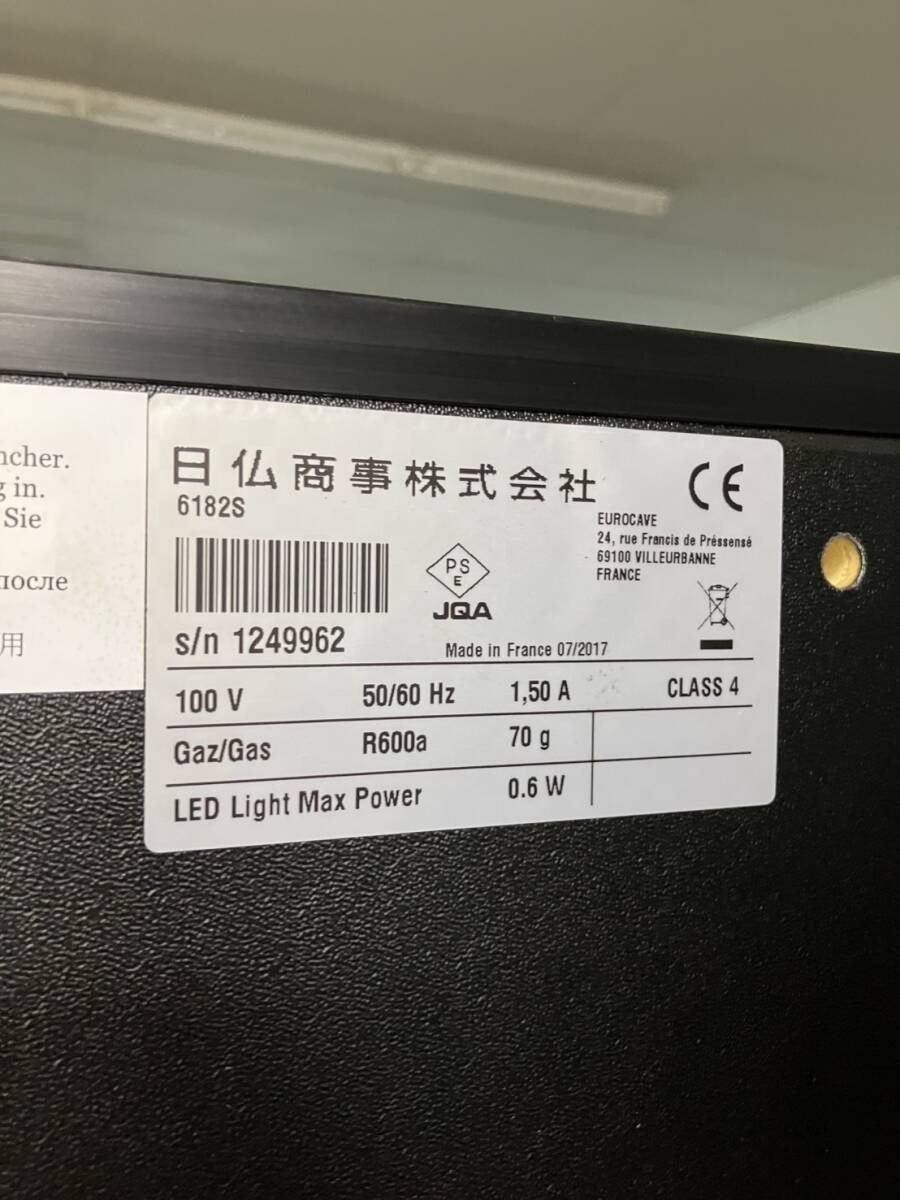 ncher.
g in.
Sie
после
用
日仏商事株式会社
6182S
CE
EUROCAVE
24, rue Francis de Préssensé
69100 VILLEURBANNE
FRANCE
PS
E
JQA
s/n 1249962
Made in France 07/2017
100 V 50/60 Hz 1,50 A CLASS 4
Gaz/Gas R600a 70 g
LED Light Max Power 0.6 W